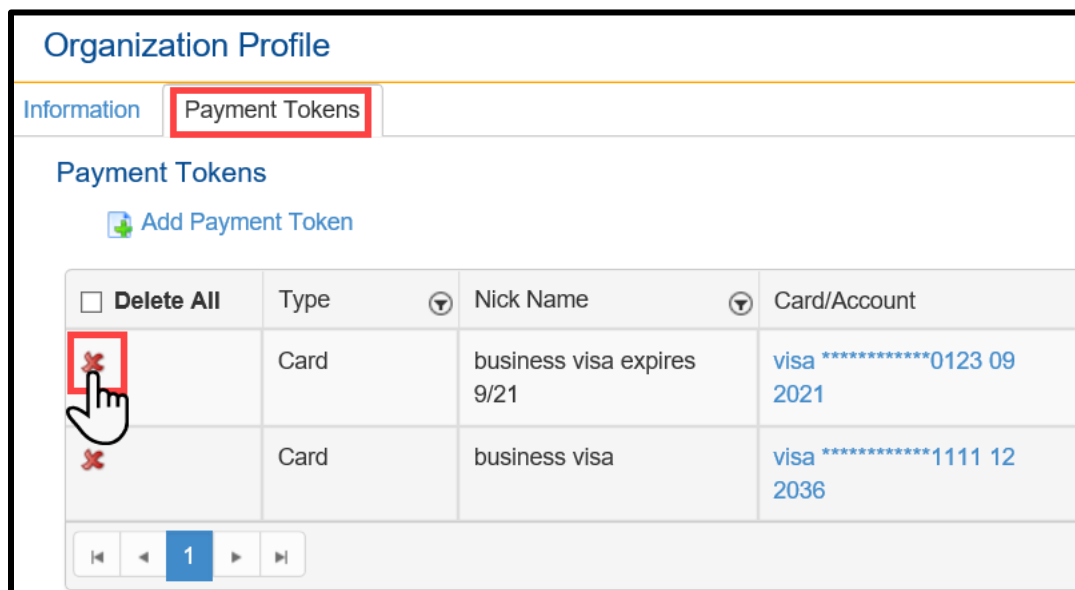 Organization Profile
Information Payment Tokens
Payment Tokens
Add Payment Token
Delete All Type Nick Name Card/Account
Card business visa expires visa ************0123 09
9/21 2021
Card business visa visa ************1111 12
2036
1